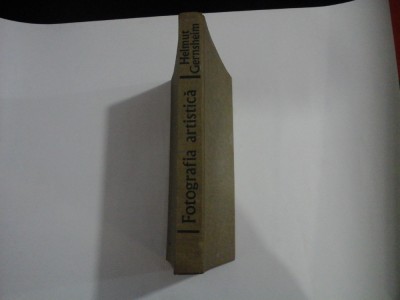 Helmut
Gernsheim
Fotografia artistică